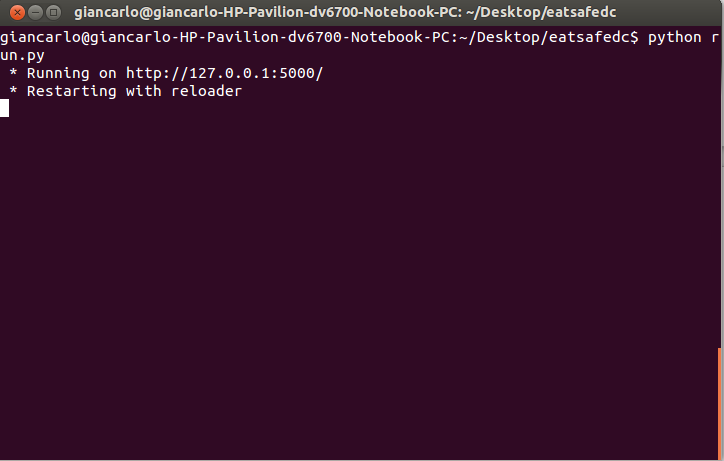 giancarlo@giancarlo-HP-Pavilion-dv6700-Notebook-PC: ~/Desktop/eatsafedc
giancarlo@giancarlo-HP-Pavilion-dv6700-Notebook-PC:~/Desktop/eatsafedc$ python r
un.py
 * Running on http://127.0.0.1:5000/
 * Restarting with reloader